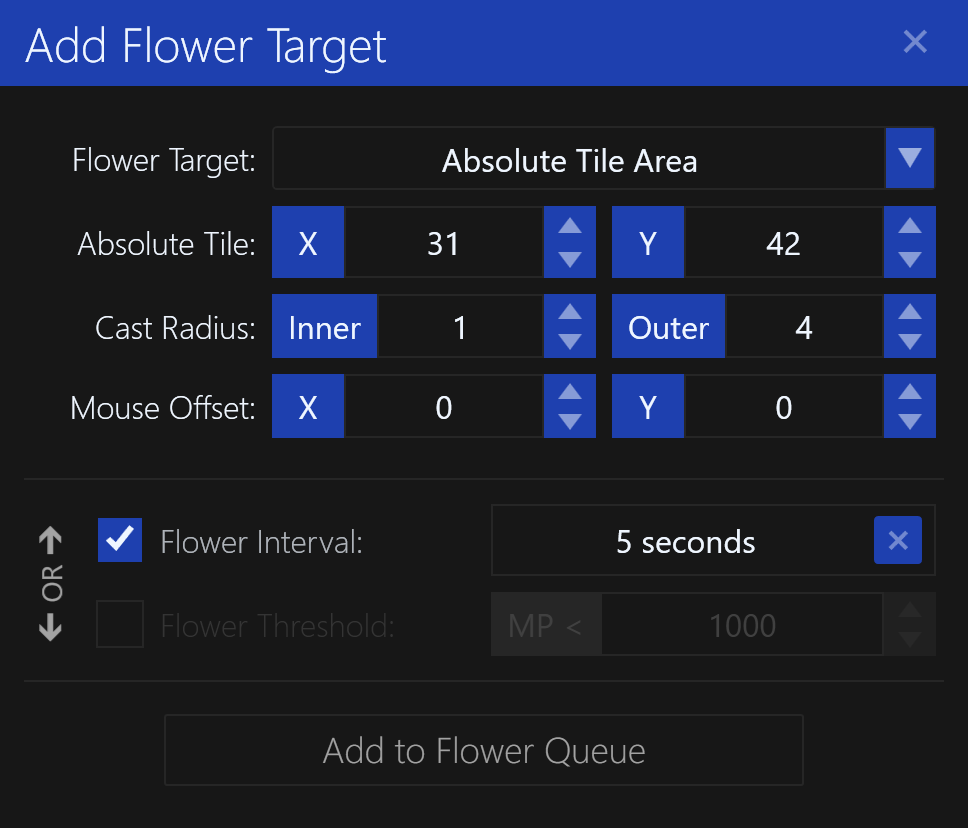 Add Flower Target
Flower Target: Absolute Tile Area
Absolute Tile: X 31 Y 42
Cast Radius: Inner 1 Outer 4
Mouse Offset: X 0 Y 0
OR
Flower Interval: 5 seconds
Flower Threshold: MP < 1000
Add to Flower Queue